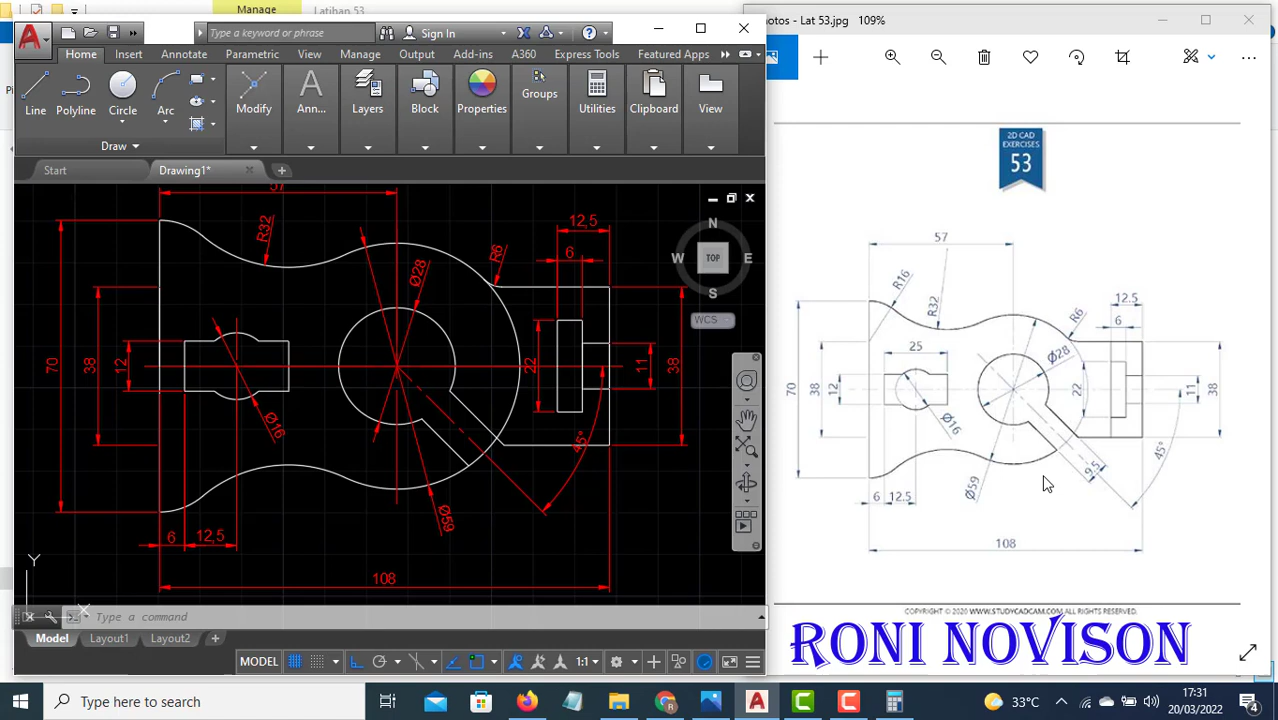 Manage
Latihan 53
otos - Lat 53.jpg 109%
Type a keyword or phrase
Sign In
Home Insert Annotate Parametric View Manage Output Add-ins A360 Express Tools Featured Apps
Line Polyline Circle Arc Modify Ann... Layers Block Properties Groups Utilities Clipboard View
Draw
Start Drawing1*
57
R32
Ø28
R6
12,5
6
70
38
12
Ø16
22
11
38
45°
Ø59
6
12,5
108
N
W TOP E
S
WCS
Y
Type a command
Model Layout1 Layout2
MODEL
1:1
2D CAD
EXERCISES
53
57
R16
R32
R6
12.5
6
25
Ø28
70
38
12
Ø16
22
11
38
45°
9.5
Ø59
6
12.5
108
COPYRIGHT © 2020 WWW.STUDYCADCAM.COM ALL RIGHTS RESERVED.
RONI NOVISON
Type here to search
33°C
17:31
20/03/2022
4